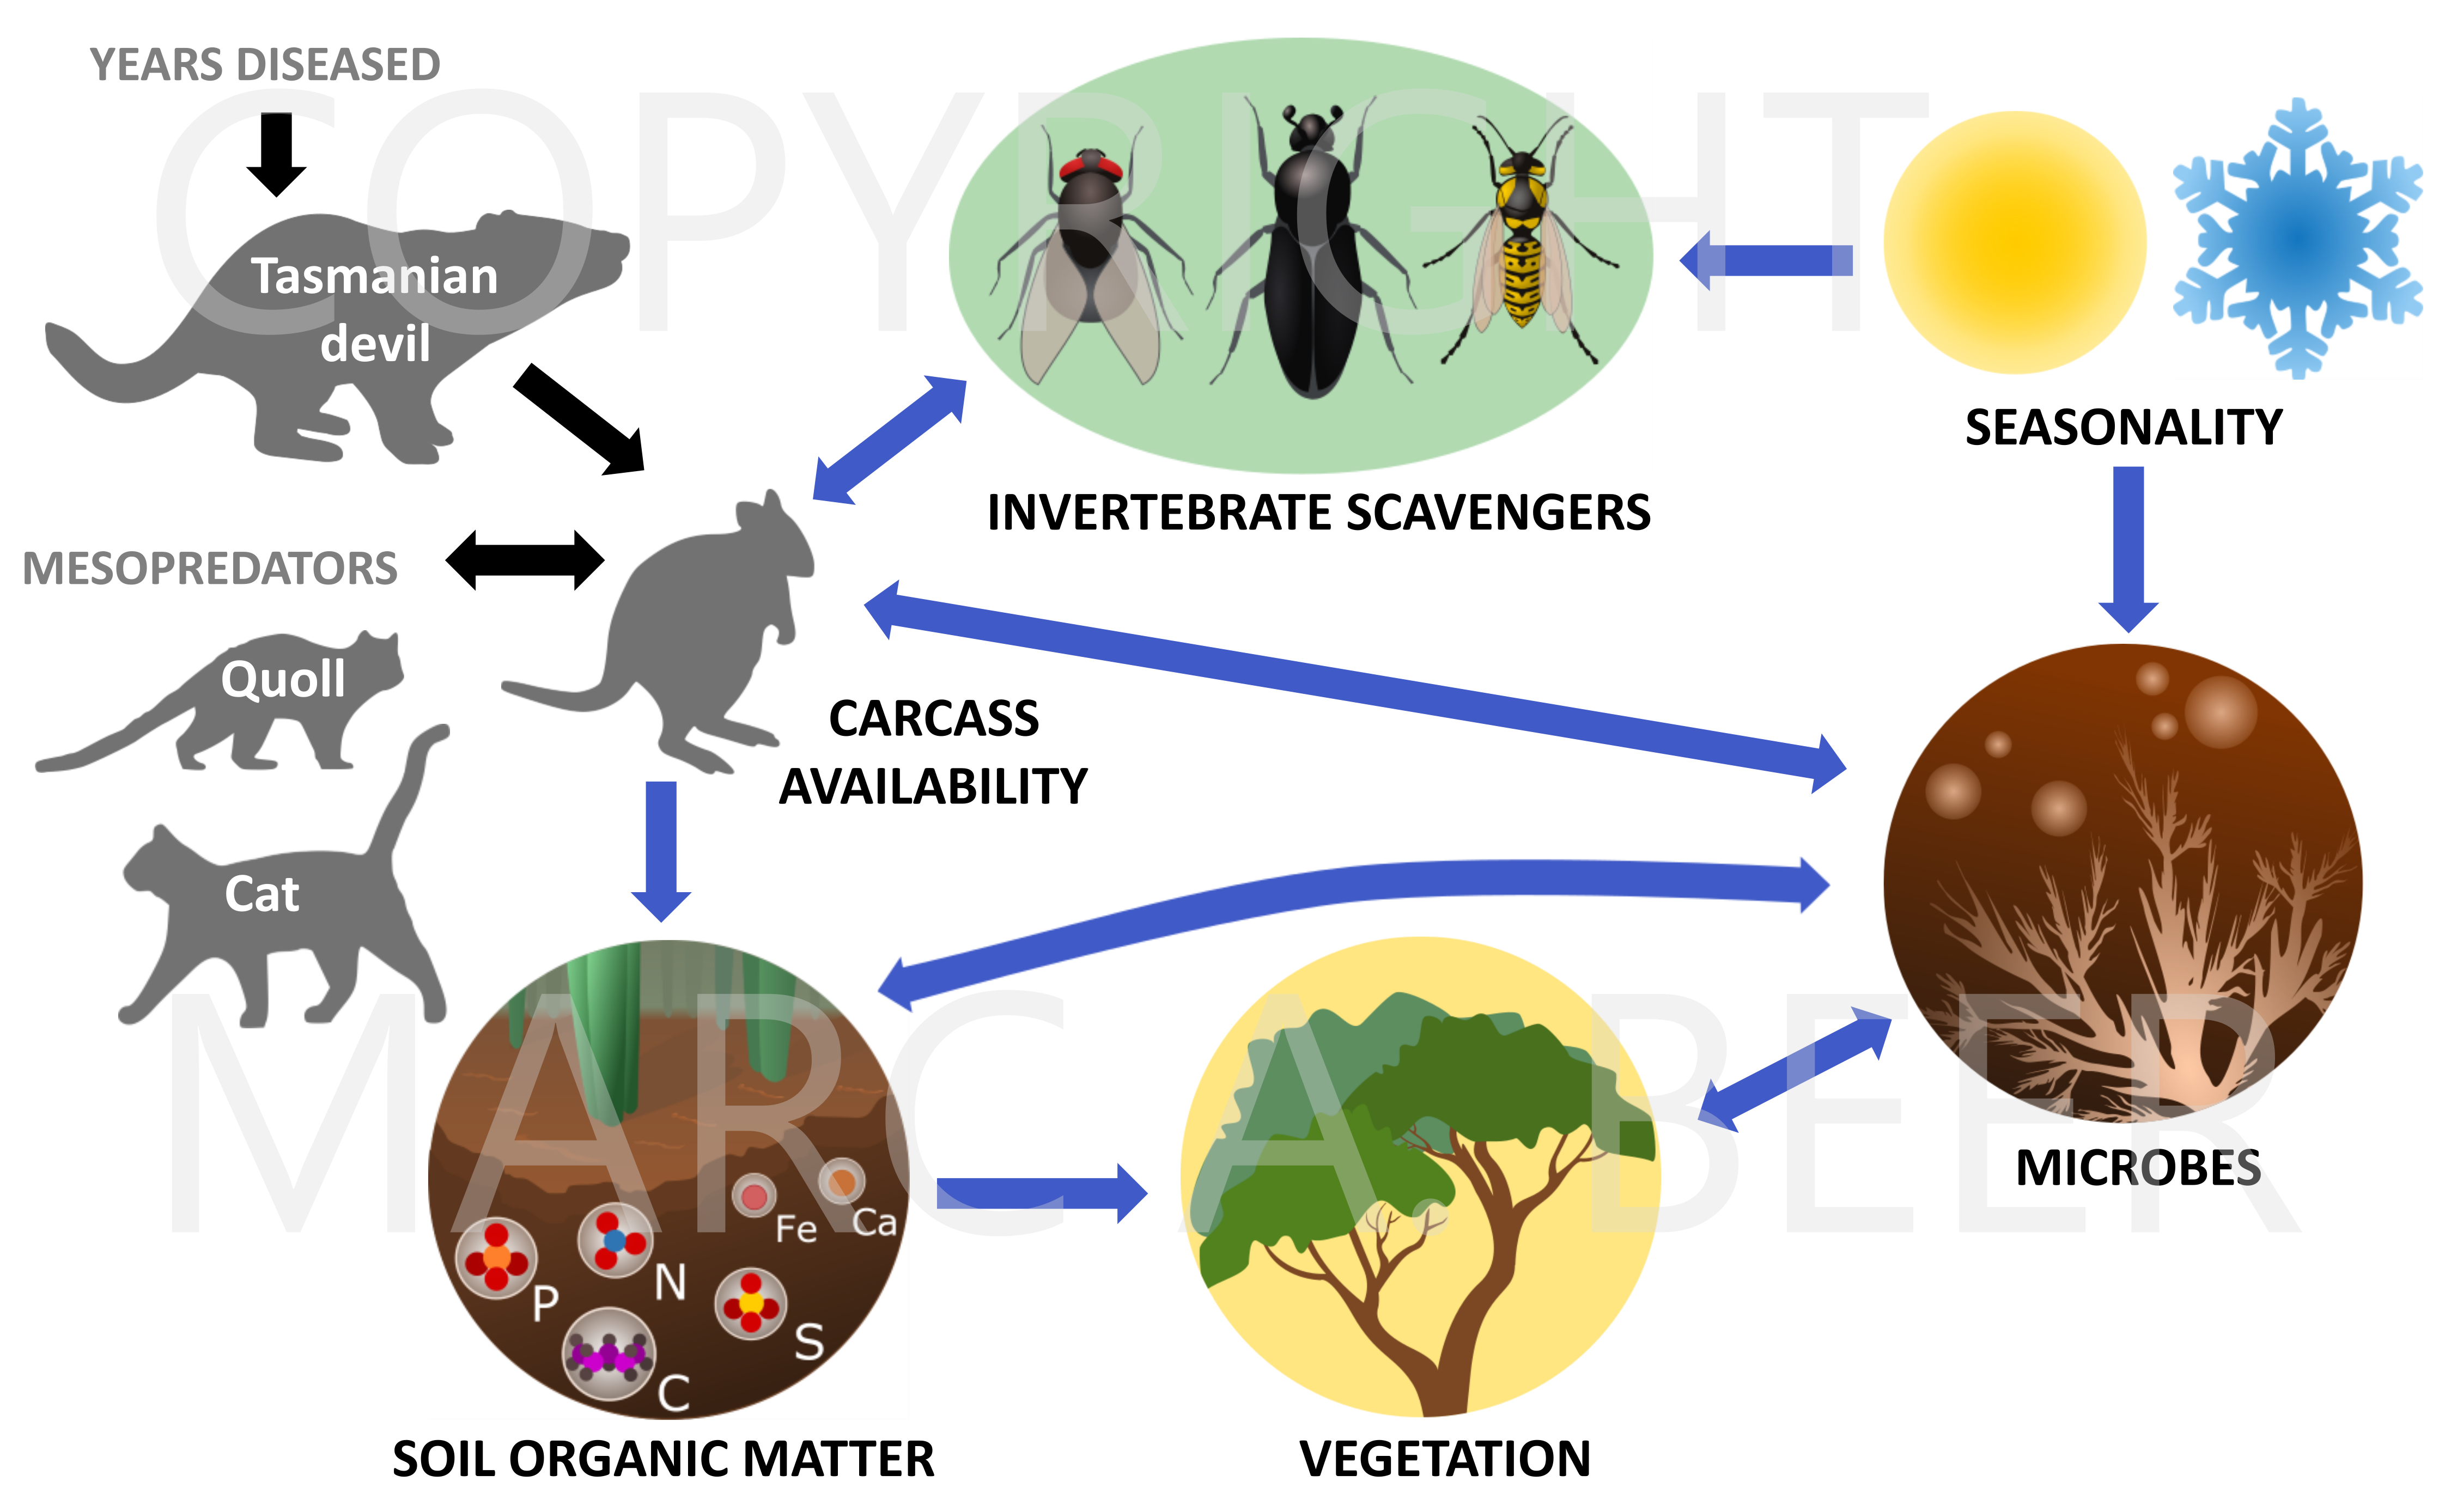 YEARS DISEASED
Tasmanian
devil
MESOPREDATORS
Quoll
Cat
INVERTEBRATE SCAVENGERS
SEASONALITY
CARCASS
AVAILABILITY
MICROBES
Fe
Ca
P
N
S
C
SOIL ORGANIC MATTER
VEGETATION
COPYRIGHT
MARC A. BEER